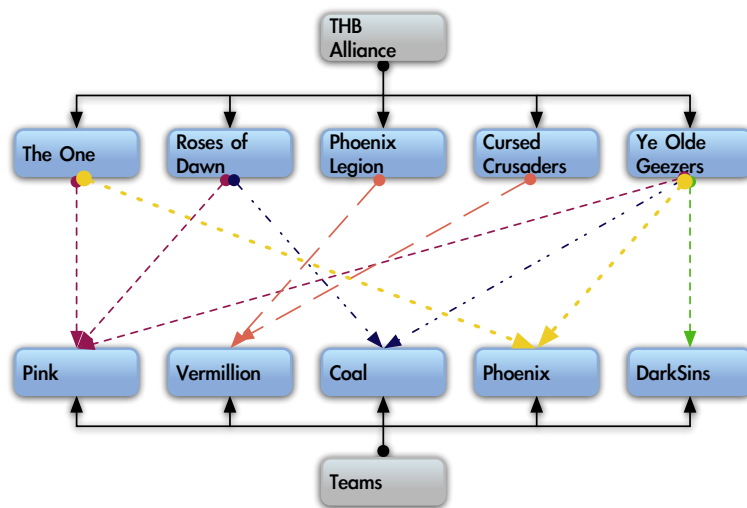 THB
Alliance
The One
Roses of
Dawn
Phoenix
Legion
Cursed
Crusaders
Ye Olde
Geezers
Pink
Vermillion
Coal
Phoenix
DarkSins
Teams